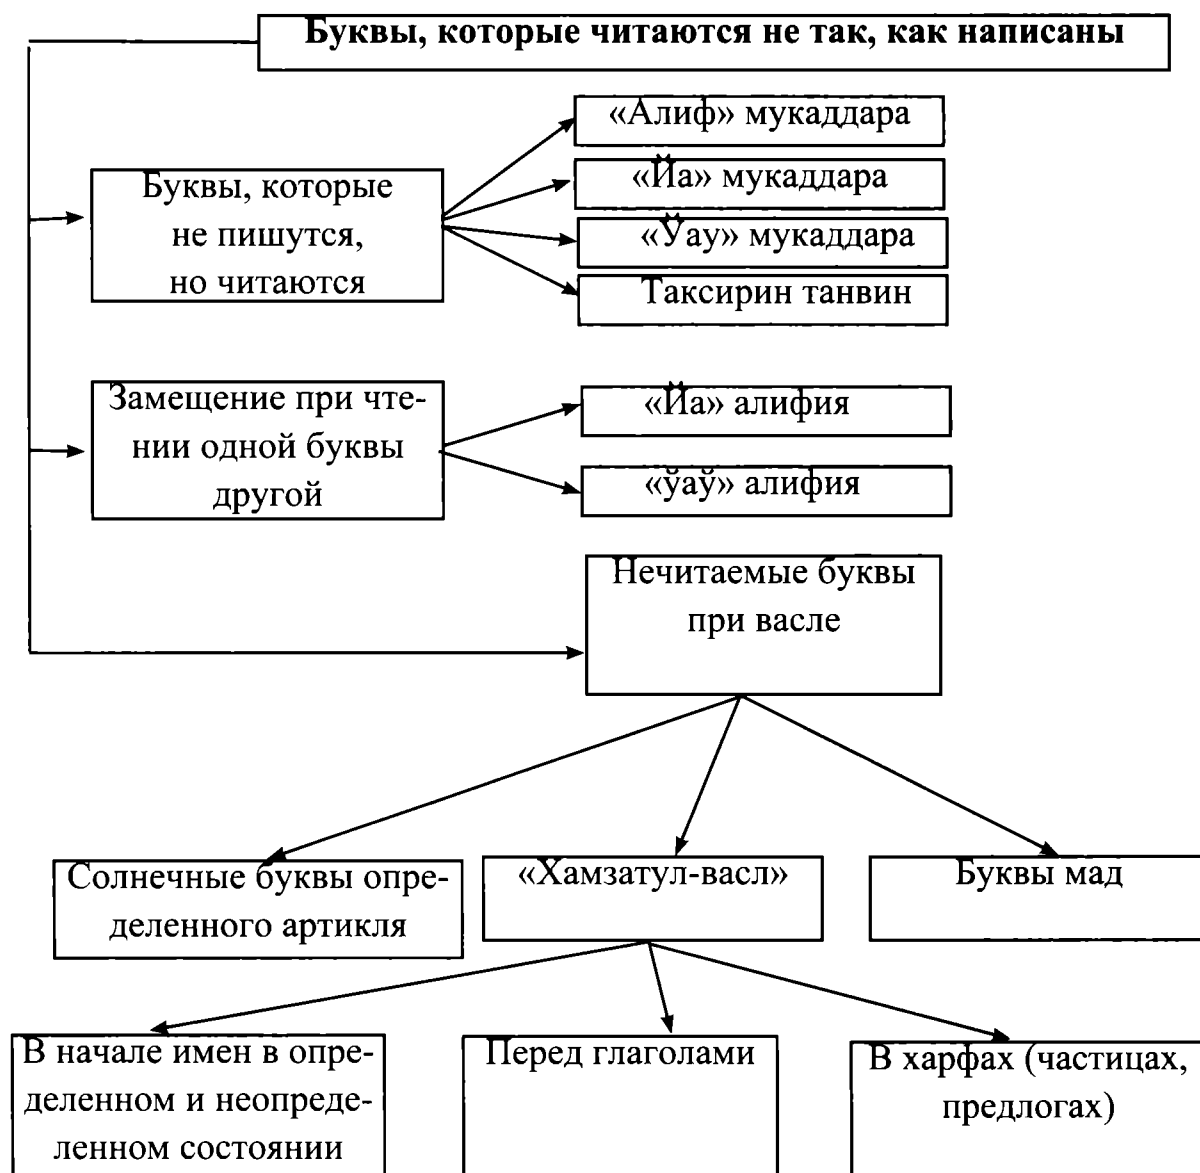 Буквы, которые читаются не так, как написаны
«Алиф» мукаддара
«Йа» мукаддара
«Ўау» мукаддара
Таксирин танвин
Буквы, которые
не пишутся,
но читаются
Замещение при чте-
нии одной буквы
другой
«Йа» алифия
«ўаў» алифия
Нечитаемые буквы
при васле
Солнечные буквы опре-
деленного артикля
«Хамзатул-васл»
Буквы мад
В начале имен в опре-
деленном и неопреде-
ленном состоянии
Перед глаголами
В харфах (частицах,
предлогах)